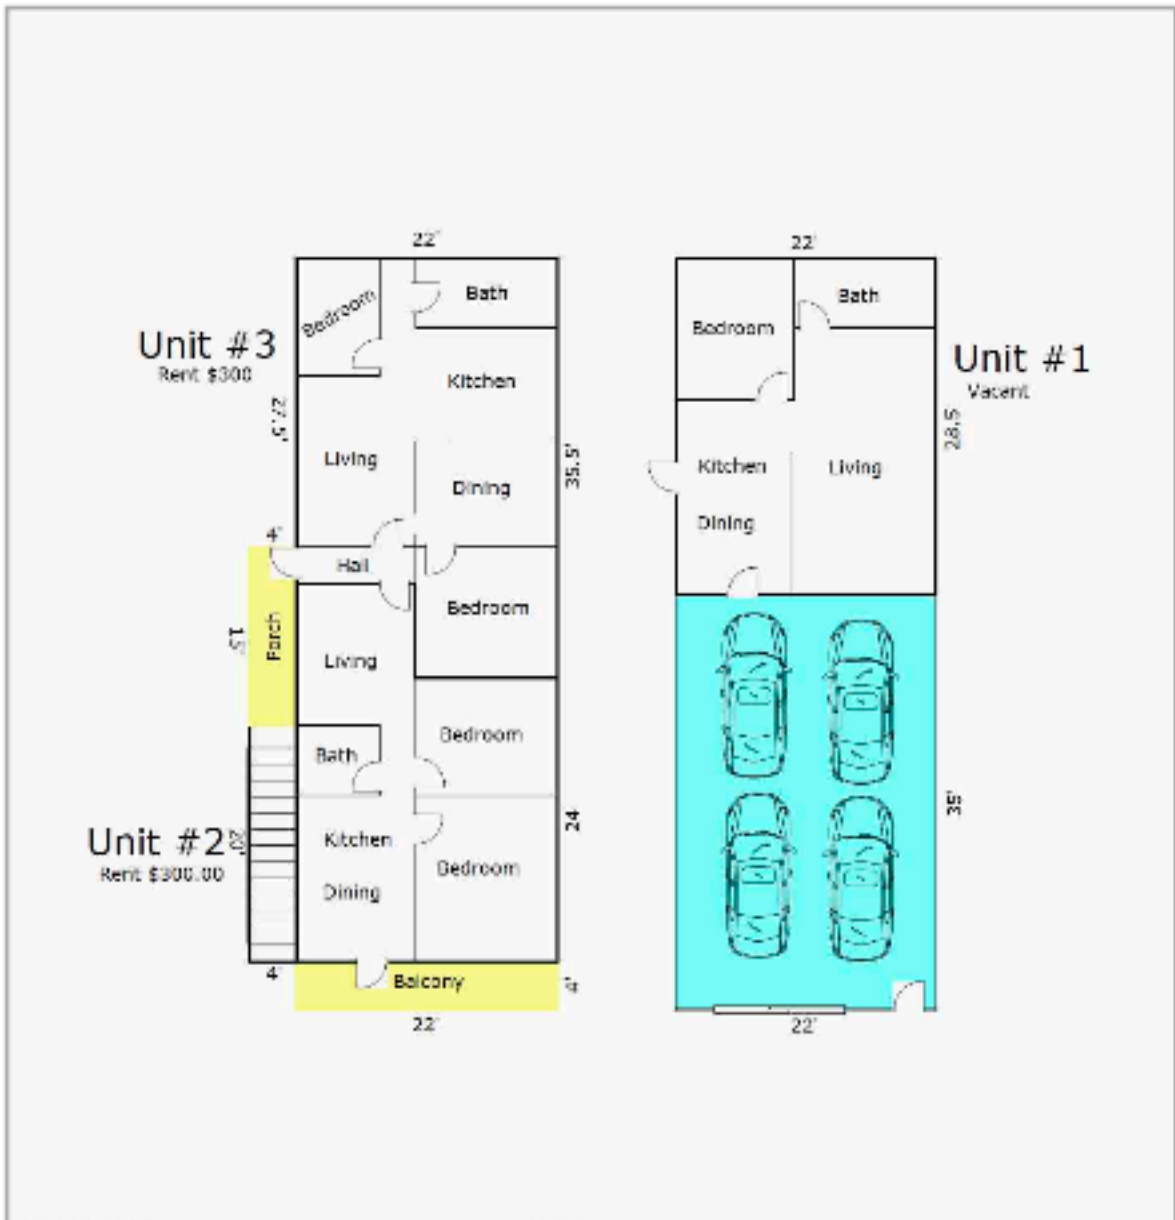 22'
Bedroom
Bath
Unit #3
Rent $300
27.5'
Kitchen
Living
Dining
35.5'
4'
Hall
Porch
15'
Bedroom
Living
Bedroom
Bath
Unit #2
Rent $300.00
20'
Kitchen
Dining
Bedroom
24
4'
Balcony
4'
22'
22'
Bath
Bedroom
Unit #1
Vacant
28.5
Kitchen
Living
Dining
35'
22'